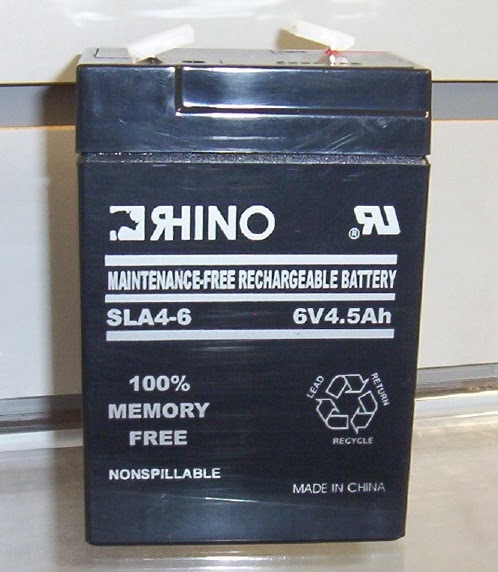 RHINO
RU®
MAINTENANCE-FREE RECHARGEABLE BATTERY
SLA4-6 6V4.5Ah
100%
MEMORY
FREE
LEAD
RETURN
RECYCLE
NONSPILLABLE
MADE IN CHINA